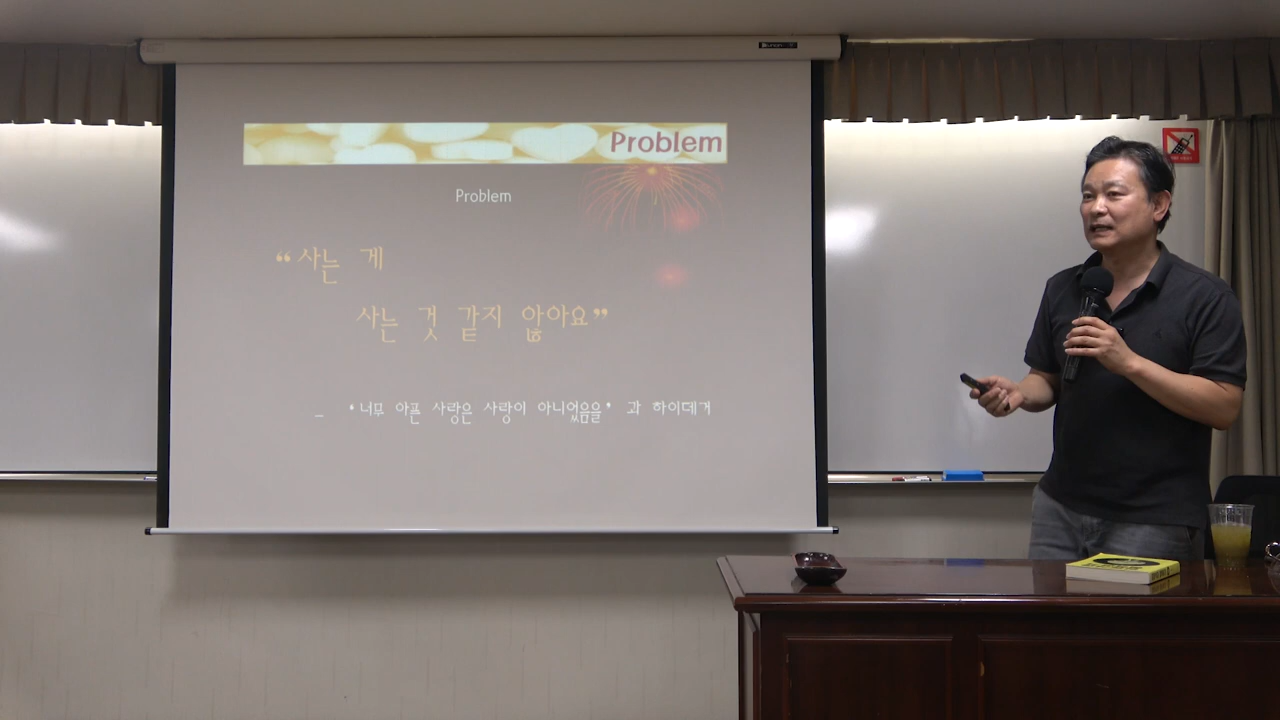 Problem
Problem
“사는 게
사는 것 같지 않아요”
– ‘너무 아픈 사랑은 사랑이 아니었음을’ 과 하이데거